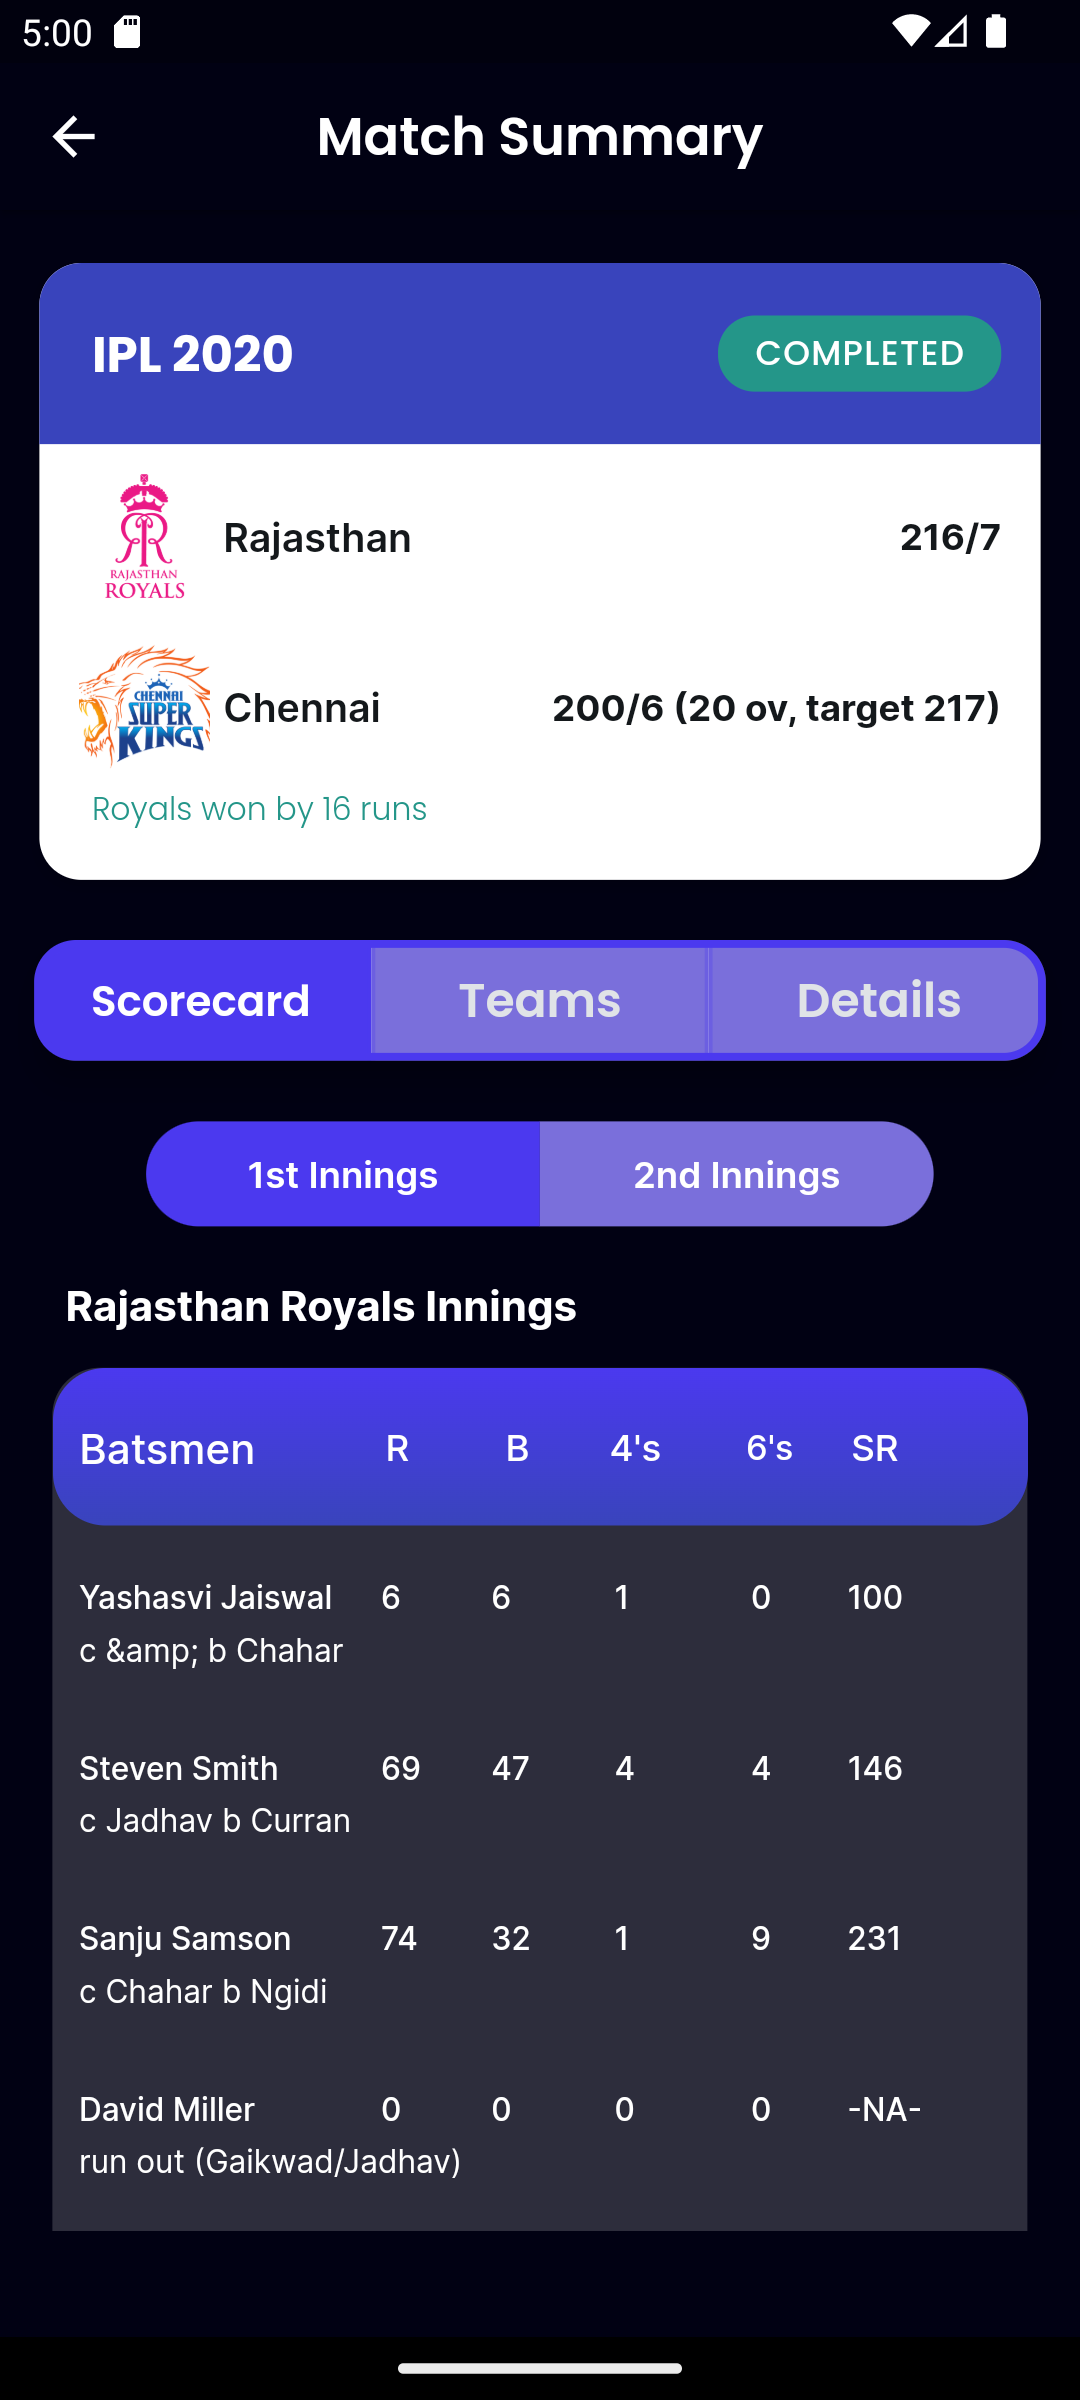 5:00
Match Summary
IPL 2020 COMPLETED
RAJASTHAN
ROYALS
Rajasthan 216/7
CHENNAI
SUPER
KINGS
Chennai 200/6 (20 ov, target 217)
Royals won by 16 runs
Scorecard Teams Details
1st Innings 2nd Innings
Rajasthan Royals Innings
Batsmen R B 4's 6's SR
Yashasvi Jaiswal 6 6 1 0 100
c &amp;amp; b Chahar
Steven Smith 69 47 4 4 146
c Jadhav b Curran
Sanju Samson 74 32 1 9 231
c Chahar b Ngidi
David Miller 0 0 0 0 -NA-
run out (Gaikwad/Jadhav)